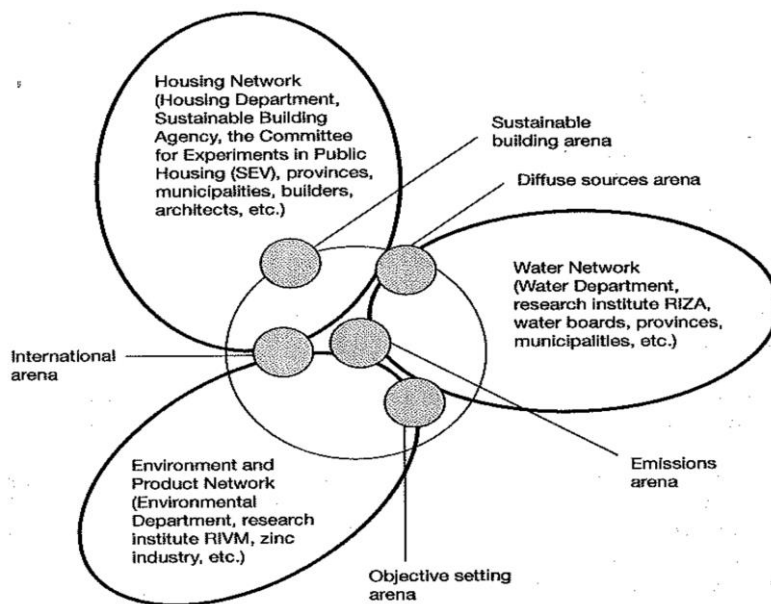 Housing Network
(Housing Department,
Sustainable Building
Agency, the Committee
for Experiments in Public
Housing (SEV), provinces,
municipalities, builders,
architects, etc.)
Sustainable
building arena
Diffuse sources arena
Water Network
(Water Department,
research institute RIZA,
water boards, provinces,
municipalities, etc.)
International
arena
Environment and
Product Network
(Environmental
Department, research
institute RIVM, zinc
industry, etc.)
Emissions
arena
Objective setting
arena